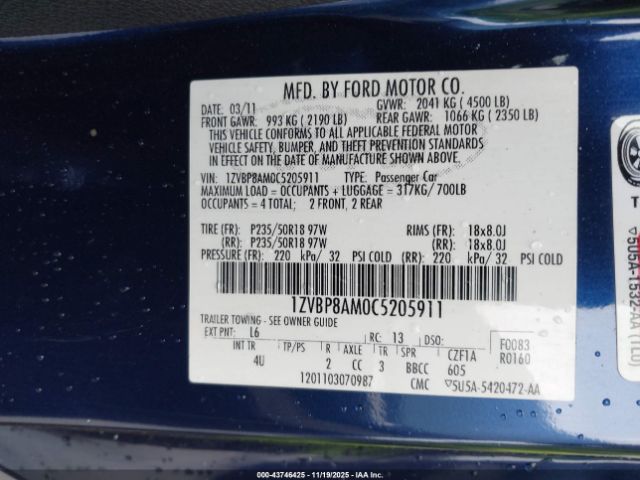 MFD. BY FORD MOTOR CO.
DATE: 03/11 GVWR: 2041 KG ( 4500 LB)
FRONT GAWR: 993 KG ( 2190 LB) REAR GAWR: 1066 KG ( 2350 LB)
THIS VEHICLE CONFORMS TO ALL APPLICABLE FEDERAL MOTOR
VEHICLE SAFETY, BUMPER, AND THEFT PREVENTION STANDARDS
IN EFFECT ON THE DATE OF MANUFACTURE SHOWN ABOVE.
VIN: 1ZVBP8AM0C5205911 TYPE: Passenger Car
MAXIMUM LOAD = OCCUPANTS + LUGGAGE = 317KG/ 700LB
OCCUPANTS = 4 TOTAL; 2 FRONT, 2 REAR
TIRE (FR): P235/50R18 97W RIMS (FR): 18x8.0J
(RR): P235/50R18 97W (RR): 18x8.0J
PRESSURE (FR): 220 kPa/ 32 PSI COLD (RR): 220 kPa/ 32 PSI COLD
1ZVBP8AM0C5205911
TRAILER TOWING - SEE OWNER GUIDE
EXT PNT: L6 RC: 13 DSO: F0083
INT TR TP/PS R AXLE TR SPR CZF1A R0160
4U 2 CC 3 BBCC 605
1201103070987 CMC ▽5U5A-5420472-AA
▽5U5A-1532-AA (TLU)
000-43746425 - 11/19/2025 - IAAI.COM